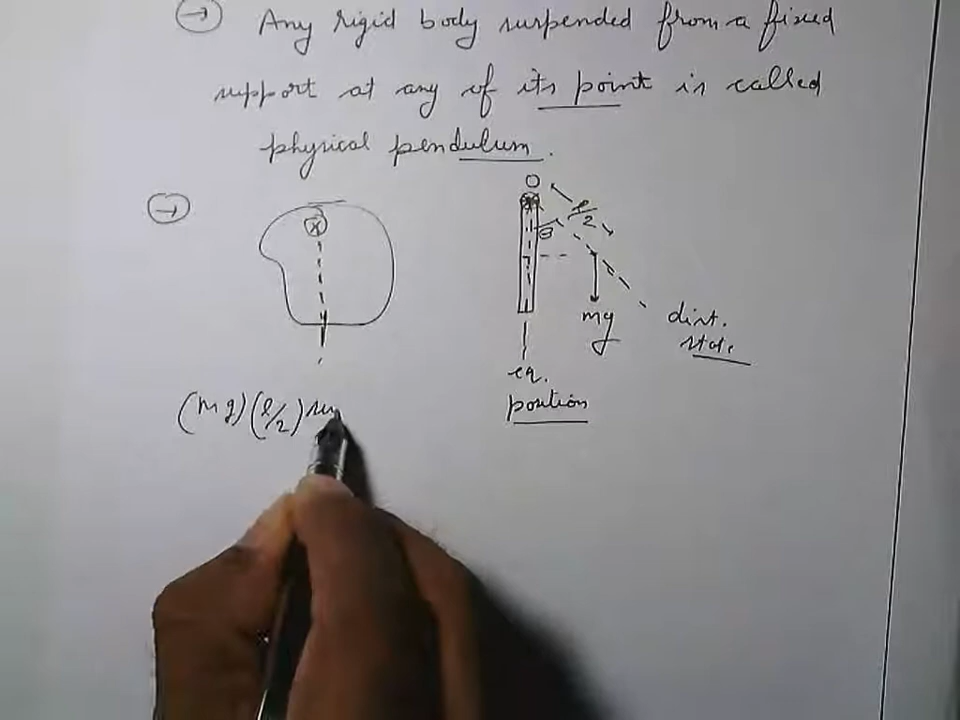 → Any rigid body suspended from a fixed
support at any of its point is called
physical pendulum.
→
X
O
l/2
θ
mg
dist.
state
eq.
position
(mg)(l/2) sin